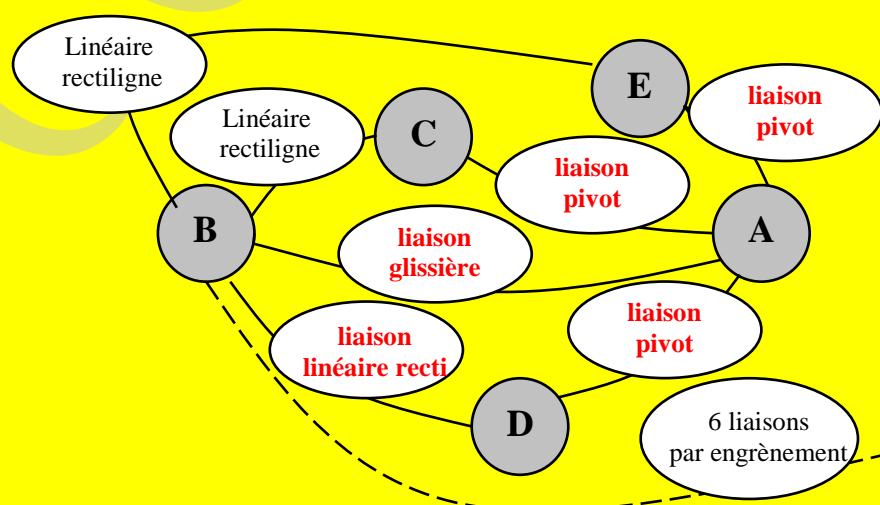 Linéaire
rectiligne
E
liaison
pivot
Linéaire
rectiligne
C
liaison
pivot
B
liaison
glissière
A
liaison
linéaire recti
liaison
pivot
D
6 liaisons
par engrènement